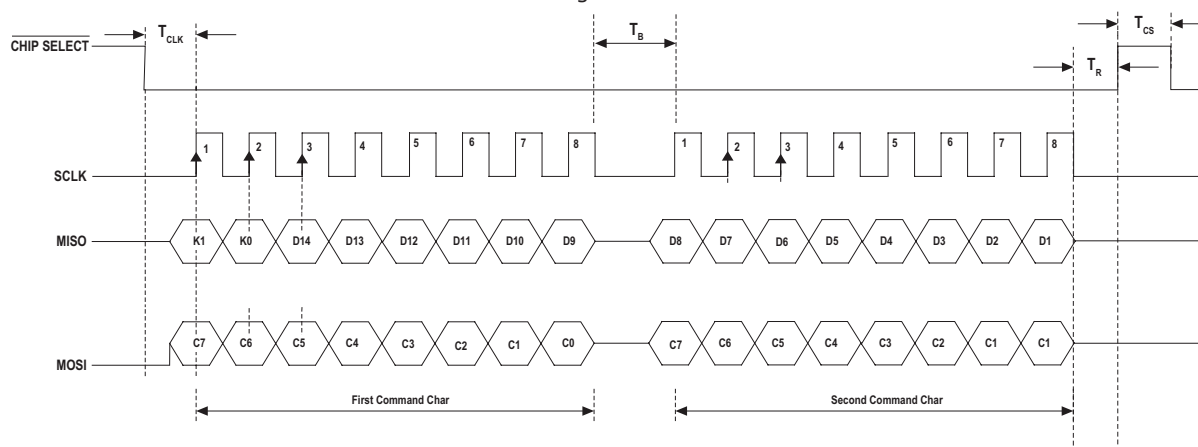 T_CLK
T_B
T_CS
CHIP SELECT
T_R
1 2 3 4 5 6 7 8 1 2 3 4 5 6 7 8
SCLK
MISO K1 K0 D14 D13 D12 D11 D10 D9 D8 D7 D6 D5 D4 D3 D2 D1
C7 C6 C5 C4 C3 C2 C1 C0 C7 C6 C5 C4 C3 C2 C1 C1
MOSI
First Command Char Second Command Char